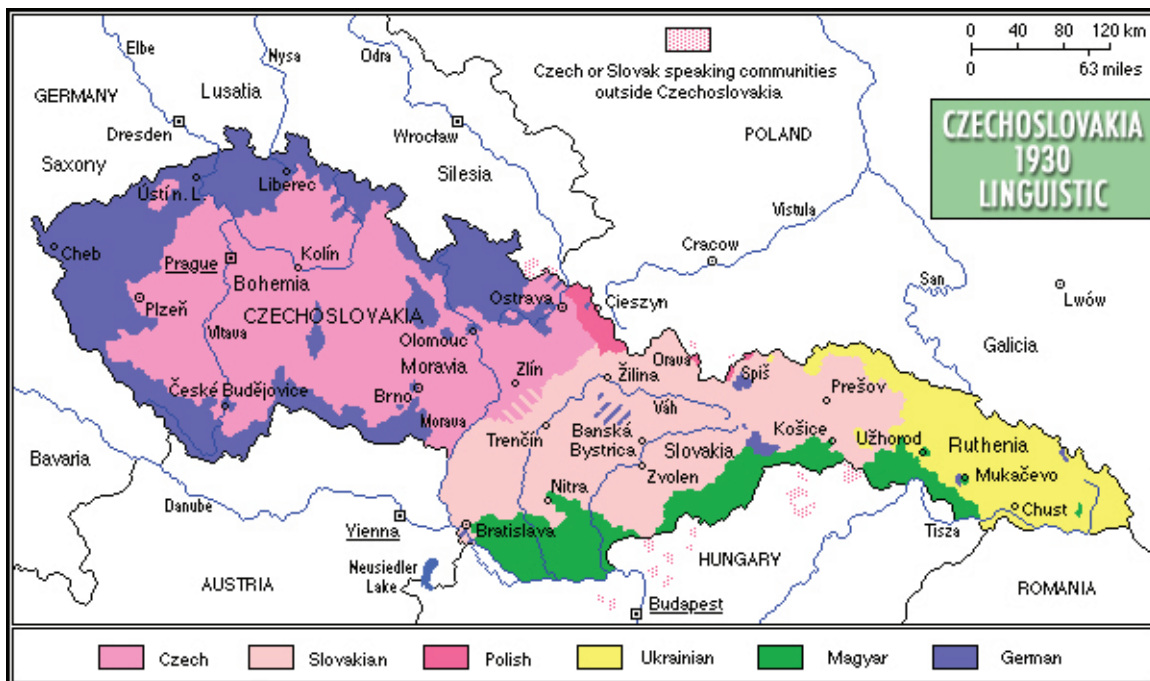 Elbe
Nysa
Odra
Czech or Slovak speaking communities
outside Czechoslovakia
0 40 80 120 km
0 63 miles
GERMANY
Lusatia
Dresden
Wrocław
POLAND
CZECHOSLOVAKIA
1930
LINGUISTIC
Saxony
Silesia
Ústí n. L.
Liberec
Vistula
Cheb
Prague
Kolín
Bohemia
Cracow
San
Lwów
Plzeň
Vltava
CZECHOSLOVAKIA
Ostrava
Cieszyn
Olomouc
Galicia
Moravia
Zlín
Orava
Žilina
Spiš
Prešov
České Budějovice
Brno
Morava
Váh
Trenčín
Banská
Bystrica
Slovakia
Košice
Užhorod
Ruthenia
Bavaria
Zvolen
Mukačevo
Nitra
Chust
Danube
Vienna
Bratislava
Tisza
Neusiedler
Lake
AUSTRIA
HUNGARY
Budapest
ROMANIA
Czech
Slovakian
Polish
Ukrainian
Magyar
German